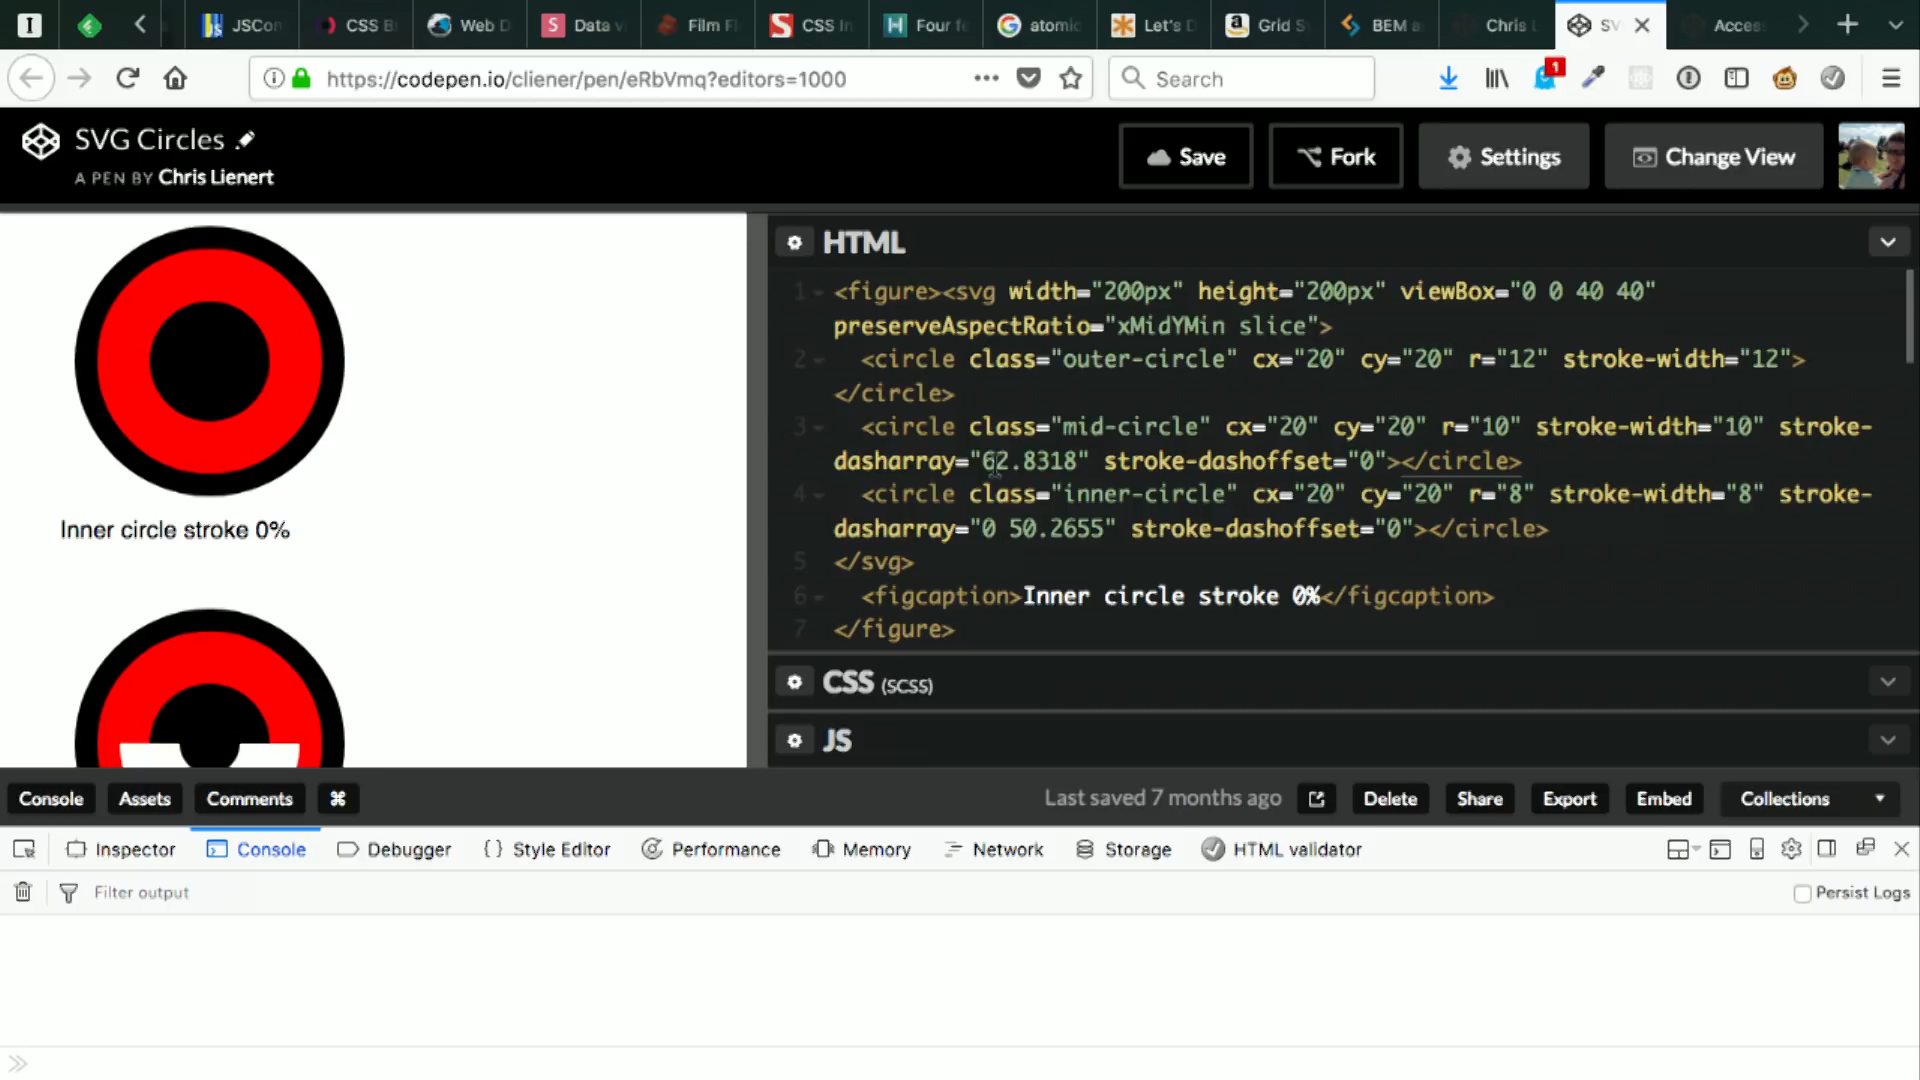 JSCon
CSS B
Web D
Data v
Film F
CSS In
Four fe
atomic
Let's D
Grid S
BEM a
Chris L
SV
Acces
https://codepen.io/cliener/pen/eRbVmq?editors=1000
Search
1
SVG Circles
A PEN BY Chris Lienert
Save
Fork
Settings
Change View
Inner circle stroke 0%
HTML
1 <figure><svg width="200px" height="200px" viewBox="0 0 40 40"
preserveAspectRatio="xMidYMin slice">
2 <circle class="outer-circle" cx="20" cy="20" r="12" stroke-width="12">
</circle>
3 <circle class="mid-circle" cx="20" cy="20" r="10" stroke-width="10" stroke-
dasharray="62.8318" stroke-dashoffset="0"></circle>
4 <circle class="inner-circle" cx="20" cy="20" r="8" stroke-width="8" stroke-
dasharray="0 50.2655" stroke-dashoffset="0"></circle>
5 </svg>
6 <figcaption>Inner circle stroke 0%</figcaption>
7 </figure>
CSS (SCSS)
JS
Console
Assets
Comments
⌘
Last saved 7 months ago
Delete
Share
Export
Embed
Collections
Inspector
Console
Debugger
{} Style Editor
Performance
Memory
Network
Storage
HTML validator
Filter output
Persist Logs